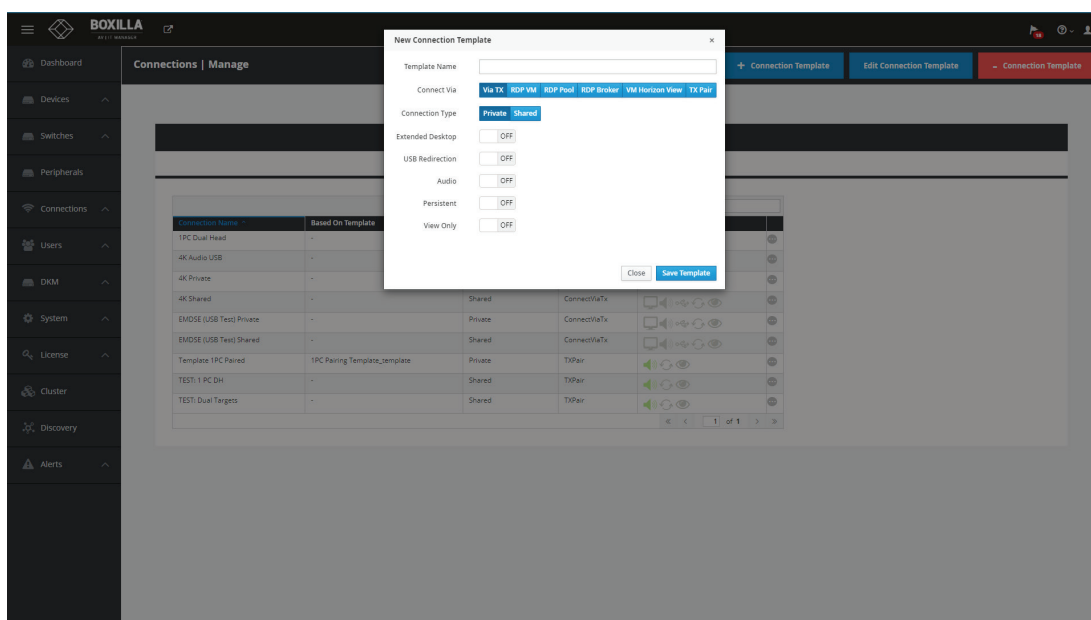 BOXILLA
New Connection Template ×
10
Dashboard
Connections | Manage
Template Name
+ Connection Template Edit Connection Template - Connection Template
Connect Via Via TX RDP VM RDP Pool RDP Broker VM Horizon View TX Pair
Devices
Connection Type Private Shared
Switches
Extended Desktop OFF
USB Redirection OFF
Peripherals
Audio OFF
Persistent OFF
Connections
View Only OFF
Connection Name Based On Template
1PC Dual Head -
Users
4K Audio USB -
4K Private -
Close Save Template
DKM
4K Shared - Shared ConnectViaTx
System
EMDSE (USB Test) Private - Private ConnectViaTx
EMDSE (USB Test) Shared - Shared ConnectViaTx
License
Template 1PC Paired 1PC Pairing Template_template Private TXPair
TEST: 1 PC DH - Shared TXPair
Cluster
TEST: Dual Targets - Shared TXPair
1 of 1
Discovery
Alerts